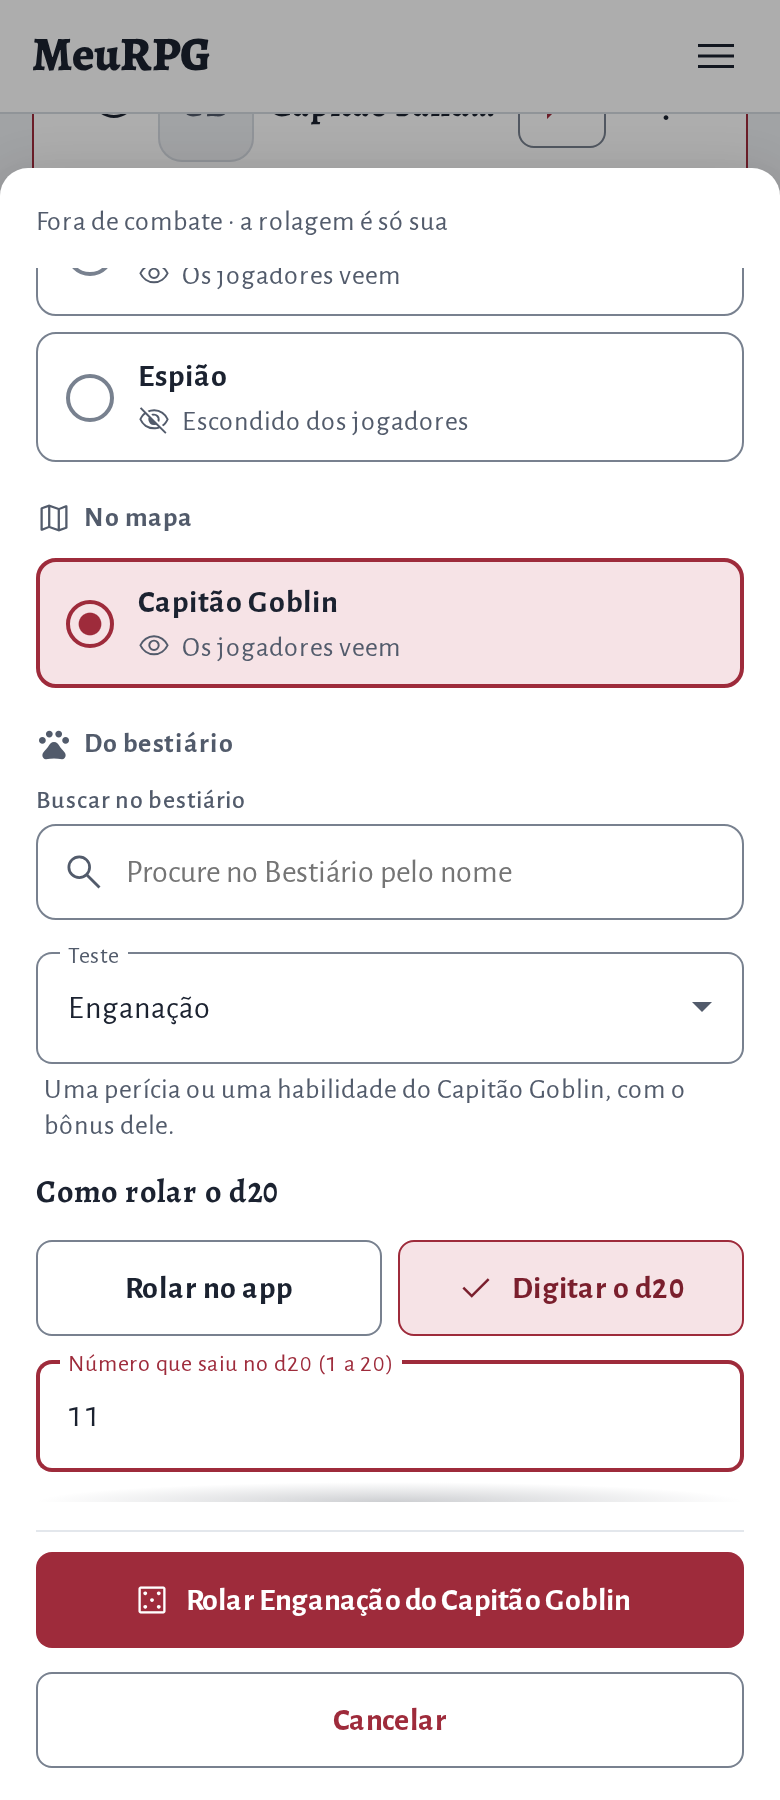 MeuRPG
Fora de combate · a rolagem é só sua
Os jogadores veem
Espião
Escondido dos jogadores
No mapa
Capitão Goblin
Os jogadores veem
Do bestiário
Buscar no bestiário
Procure no Bestiário pelo nome
Teste
Enganação
Uma perícia ou uma habilidade do Capitão Goblin, com o
bônus dele.
Como rolar o d20
Rolar no app
Digitar o d20
Número que saiu no d20 (1 a 20)
11
Rolar Enganação do Capitão Goblin
Cancelar